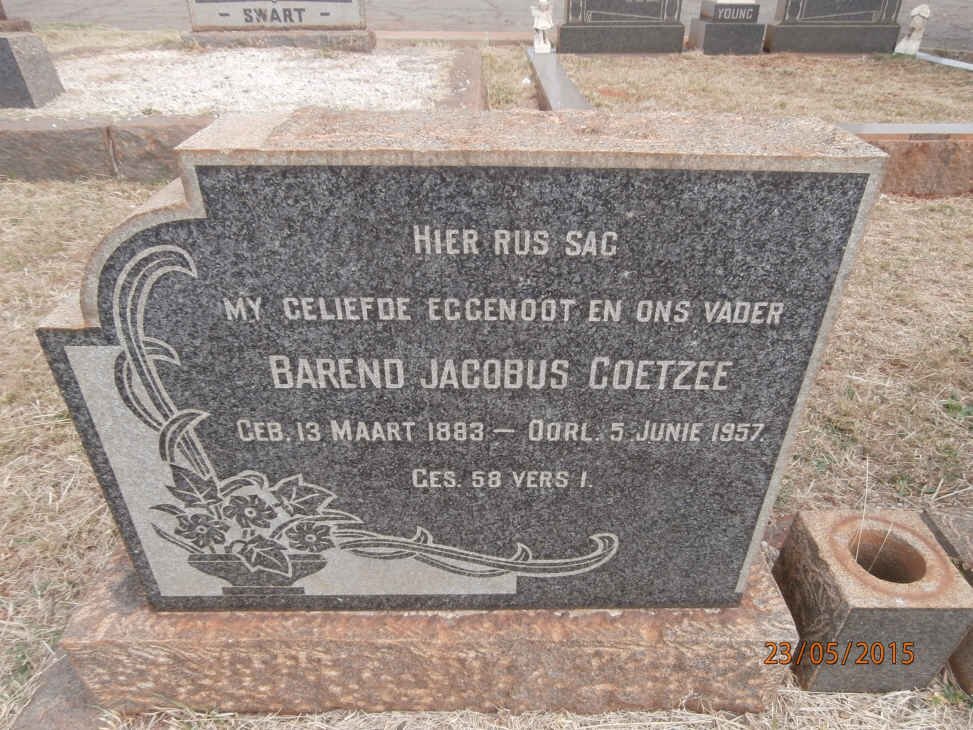 - SWART -
YOUNG
HIER RUS SAG
MY GELIEFDE EGGENOOT EN ONS VADER
BAREND JACOBUS COETZEE
GEB. 13 MAART 1883 — OORL. 5 JUNIE 1957.
GES. 58 VERS 1.
23/05/2015